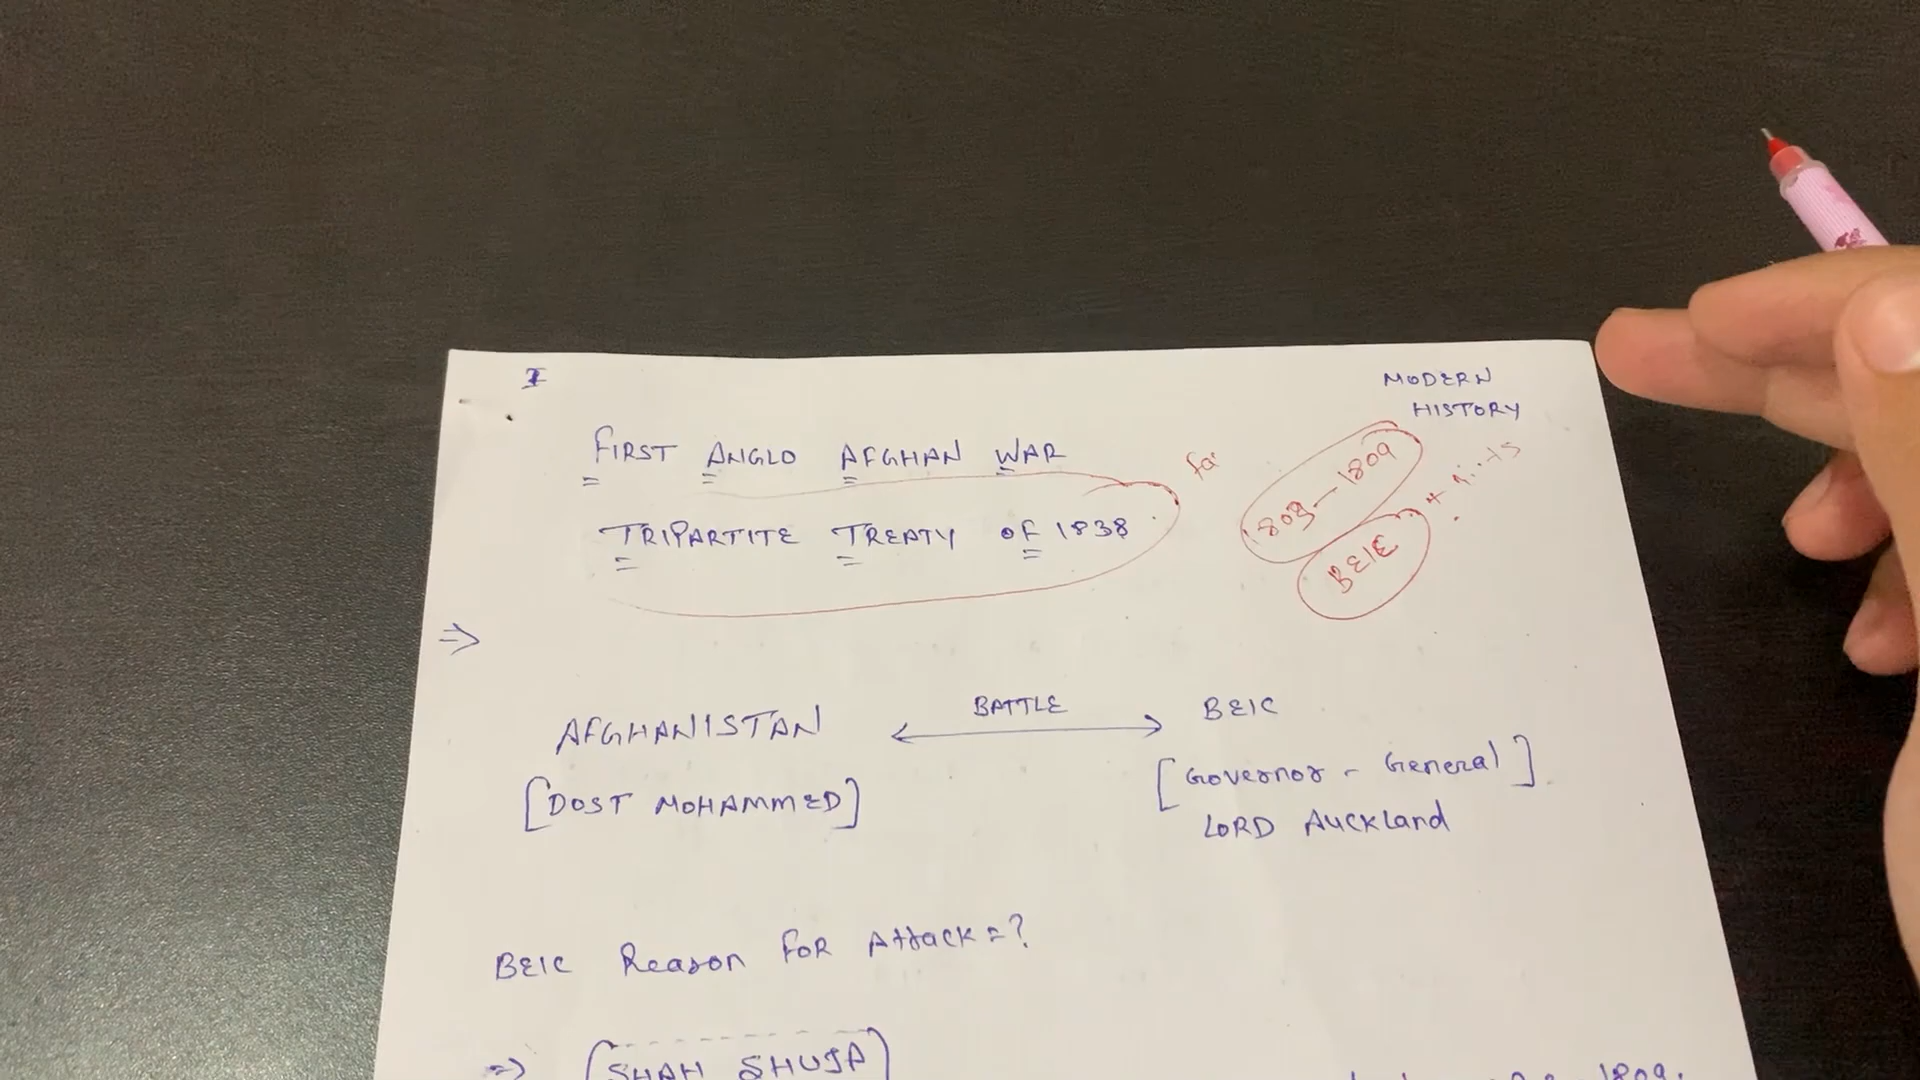 I
MODERN
HISTORY
FIRST ANGLO AFGHAN WAR
TRIPARTITE TREATY OF 1838
1809
BEIC
AFGHANISTAN
BATTLE
BEIC
[DOST MOHAMMED]
[Governor - General]
LORD Auckland
BEIC Reason FOR Attack = ?
⇒ (SHAH SHUJA)
1809.